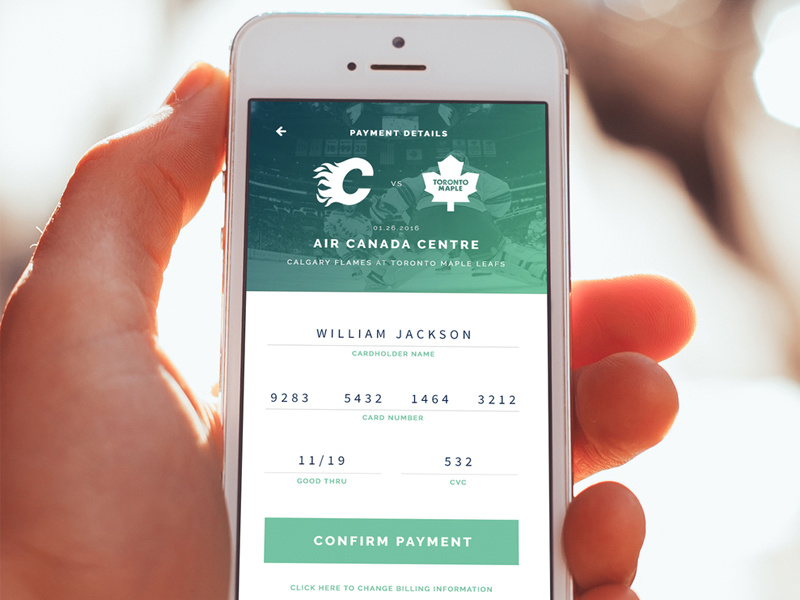 PAYMENT DETAILS
C VS TORONTO MAPLE
01.26.2016
AIR CANADA CENTRE
CALGARY FLAMES AT TORONTO MAPLE LEAFS
WILLIAM JACKSON
CARDHOLDER NAME
9283 5432 1464 3212
CARD NUMBER
11/19 532
GOOD THRU CVC
CONFIRM PAYMENT
CLICK HERE TO CHANGE BILLING INFORMATION